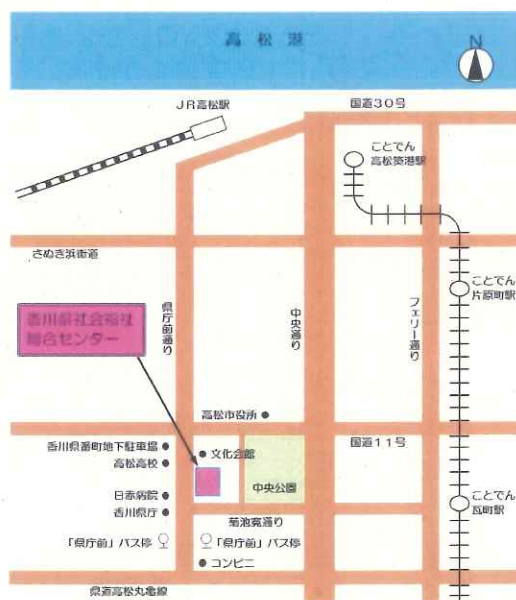 高松港
N
JR高松駅
国道30号
ことでん
高松築港駅
さぬき浜街道
ことでん
片原町駅
香川県社会福祉
総合センター
県庁前通り
中央通り
フェリー通り
高松市役所
香川県番町地下駐車場
文化会館
国道11号
高松高校
中央公園
日赤病院
ことでん
瓦町駅
香川県庁
菊池寛通り
「県庁前」バス停
「県庁前」バス停
コンビニ
県道高松丸亀線